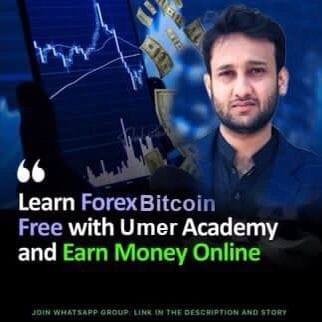 Learn Forex Bitcoin
Free with Umer Academy
and Earn Money Online
JOIN WHATSAPP GROUP. LINK IN THE DESCRIPTION AND STORY